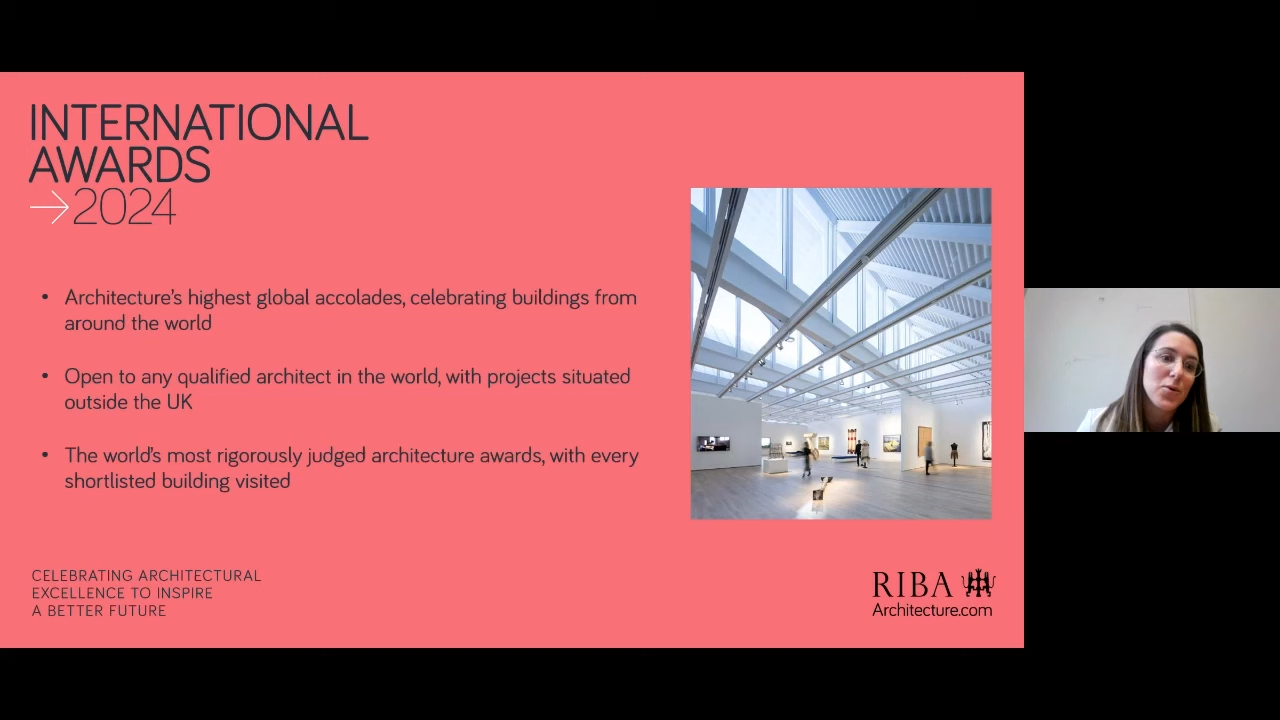 INTERNATIONAL
AWARDS
→2024
• Architecture's highest global accolades, celebrating buildings from
around the world
• Open to any qualified architect in the world, with projects situated
outside the UK
• The world's most rigorously judged architecture awards, with every
shortlisted building visited
CELEBRATING ARCHITECTURAL
EXCELLENCE TO INSPIRE
A BETTER FUTURE
RIBA
Architecture.com